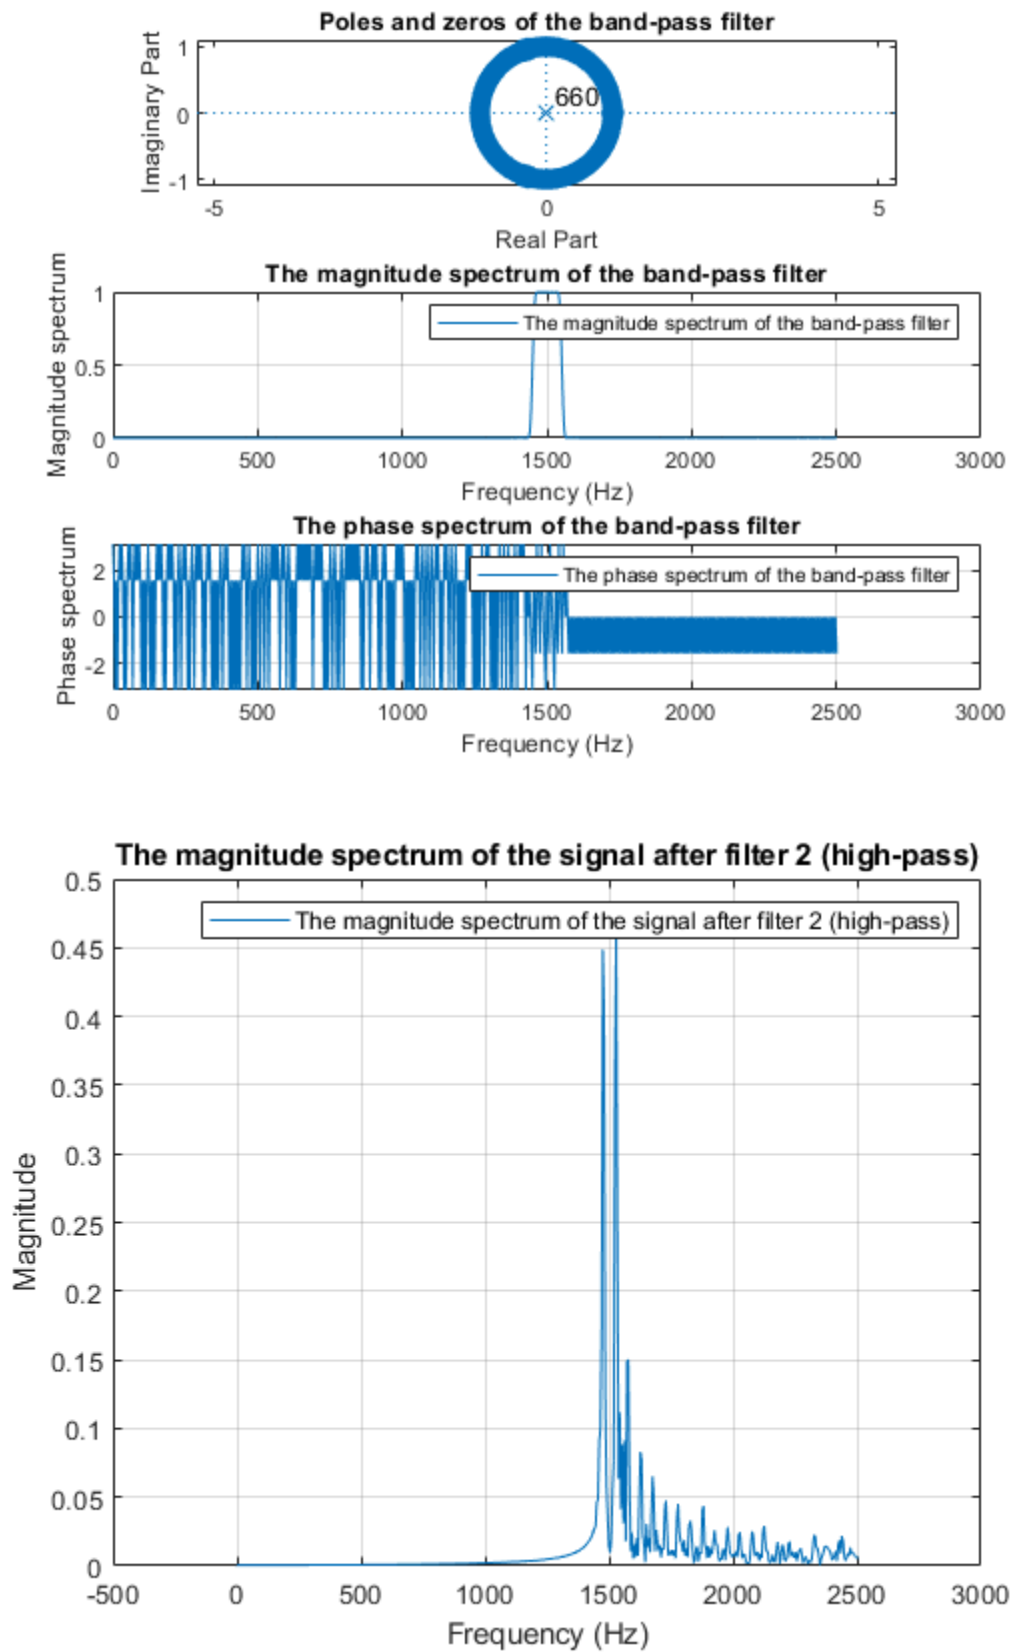 Poles and zeros of the band-pass filter
Imaginary Part
1
0
-1
660
-5 0 5
Real Part
The magnitude spectrum of the band-pass filter
Magnitude spectrum
1
0.5
0
The magnitude spectrum of the band-pass filter
0 500 1000 1500 2000 2500 3000
Frequency (Hz)
The phase spectrum of the band-pass filter
Phase spectrum
2
0
-2
The phase spectrum of the band-pass filter
0 500 1000 1500 2000 2500 3000
Frequency (Hz)
The magnitude spectrum of the signal after filter 2 (high-pass)
Magnitude
0.5
0.45
0.4
0.35
0.3
0.25
0.2
0.15
0.1
0.05
0
The magnitude spectrum of the signal after filter 2 (high-pass)
-500 0 500 1000 1500 2000 2500 3000
Frequency (Hz)